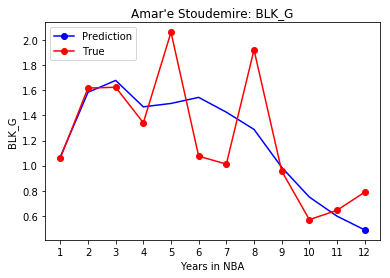 Amar'e Stoudemire: BLK_G
Prediction
True
2.0
1.8
1.6
1.4
1.2
1.0
0.8
0.6
BLK_G
1 2 3 4 5 6 7 8 9 10 11 12
Years in NBA